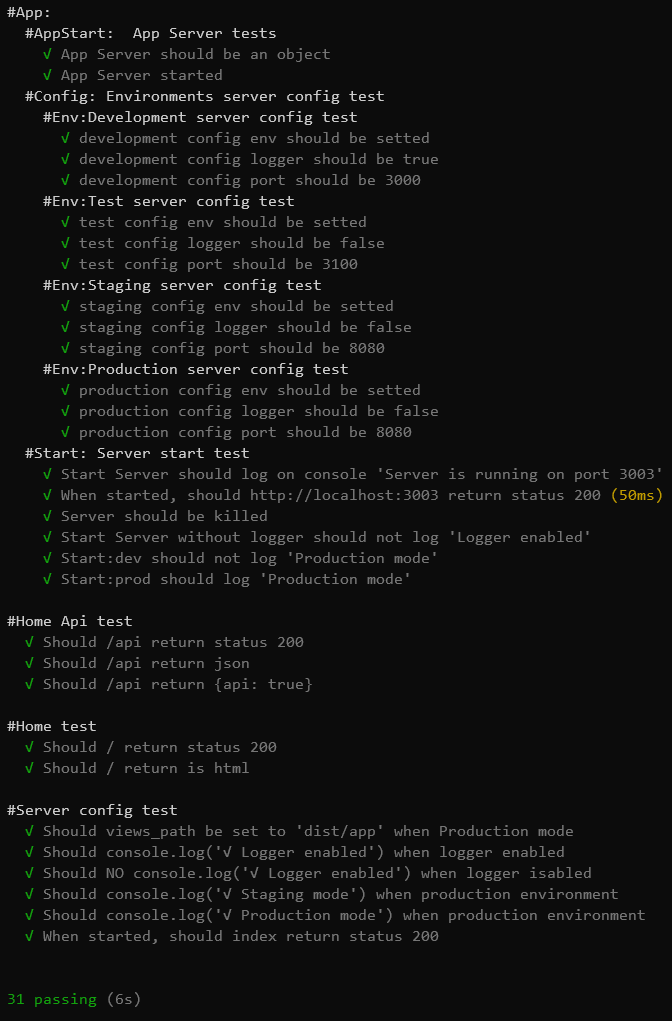 #App:
#AppStart:  App Server tests
√ App Server should be an object
√ App Server started
#Config: Environments server config test
#Env:Development server config test
√ development config env should be setted
√ development config logger should be true
√ development config port should be 3000
#Env:Test server config test
√ test config env should be setted
√ test config logger should be false
√ test config port should be 3100
#Env:Staging server config test
√ staging config env should be setted
√ staging config logger should be false
√ staging config port should be 8080
#Env:Production server config test
√ production config env should be setted
√ production config logger should be false
√ production config port should be 8080
#Start: Server start test
√ Start Server should log on console 'Server is running on port 3003'
√ When started, should http://localhost:3003 return status 200 (50ms)
√ Server should be killed
√ Start Server without logger should not log 'Logger enabled'
√ Start:dev should not log 'Production mode'
√ Start:prod should log 'Production mode'
#Home Api test
√ Should /api return status 200
√ Should /api return json
√ Should /api return {api: true}
#Home test
√ Should / return status 200
√ Should / return is html
#Server config test
√ Should views_path be set to 'dist/app' when Production mode
√ Should console.log('√ Logger enabled') when logger enabled
√ Should NO console.log('√ Logger enabled') when logger isabled
√ Should console.log('√ Staging mode') when production environment
√ Should console.log('√ Production mode') when production environment
√ When started, should index return status 200
31 passing (6s)